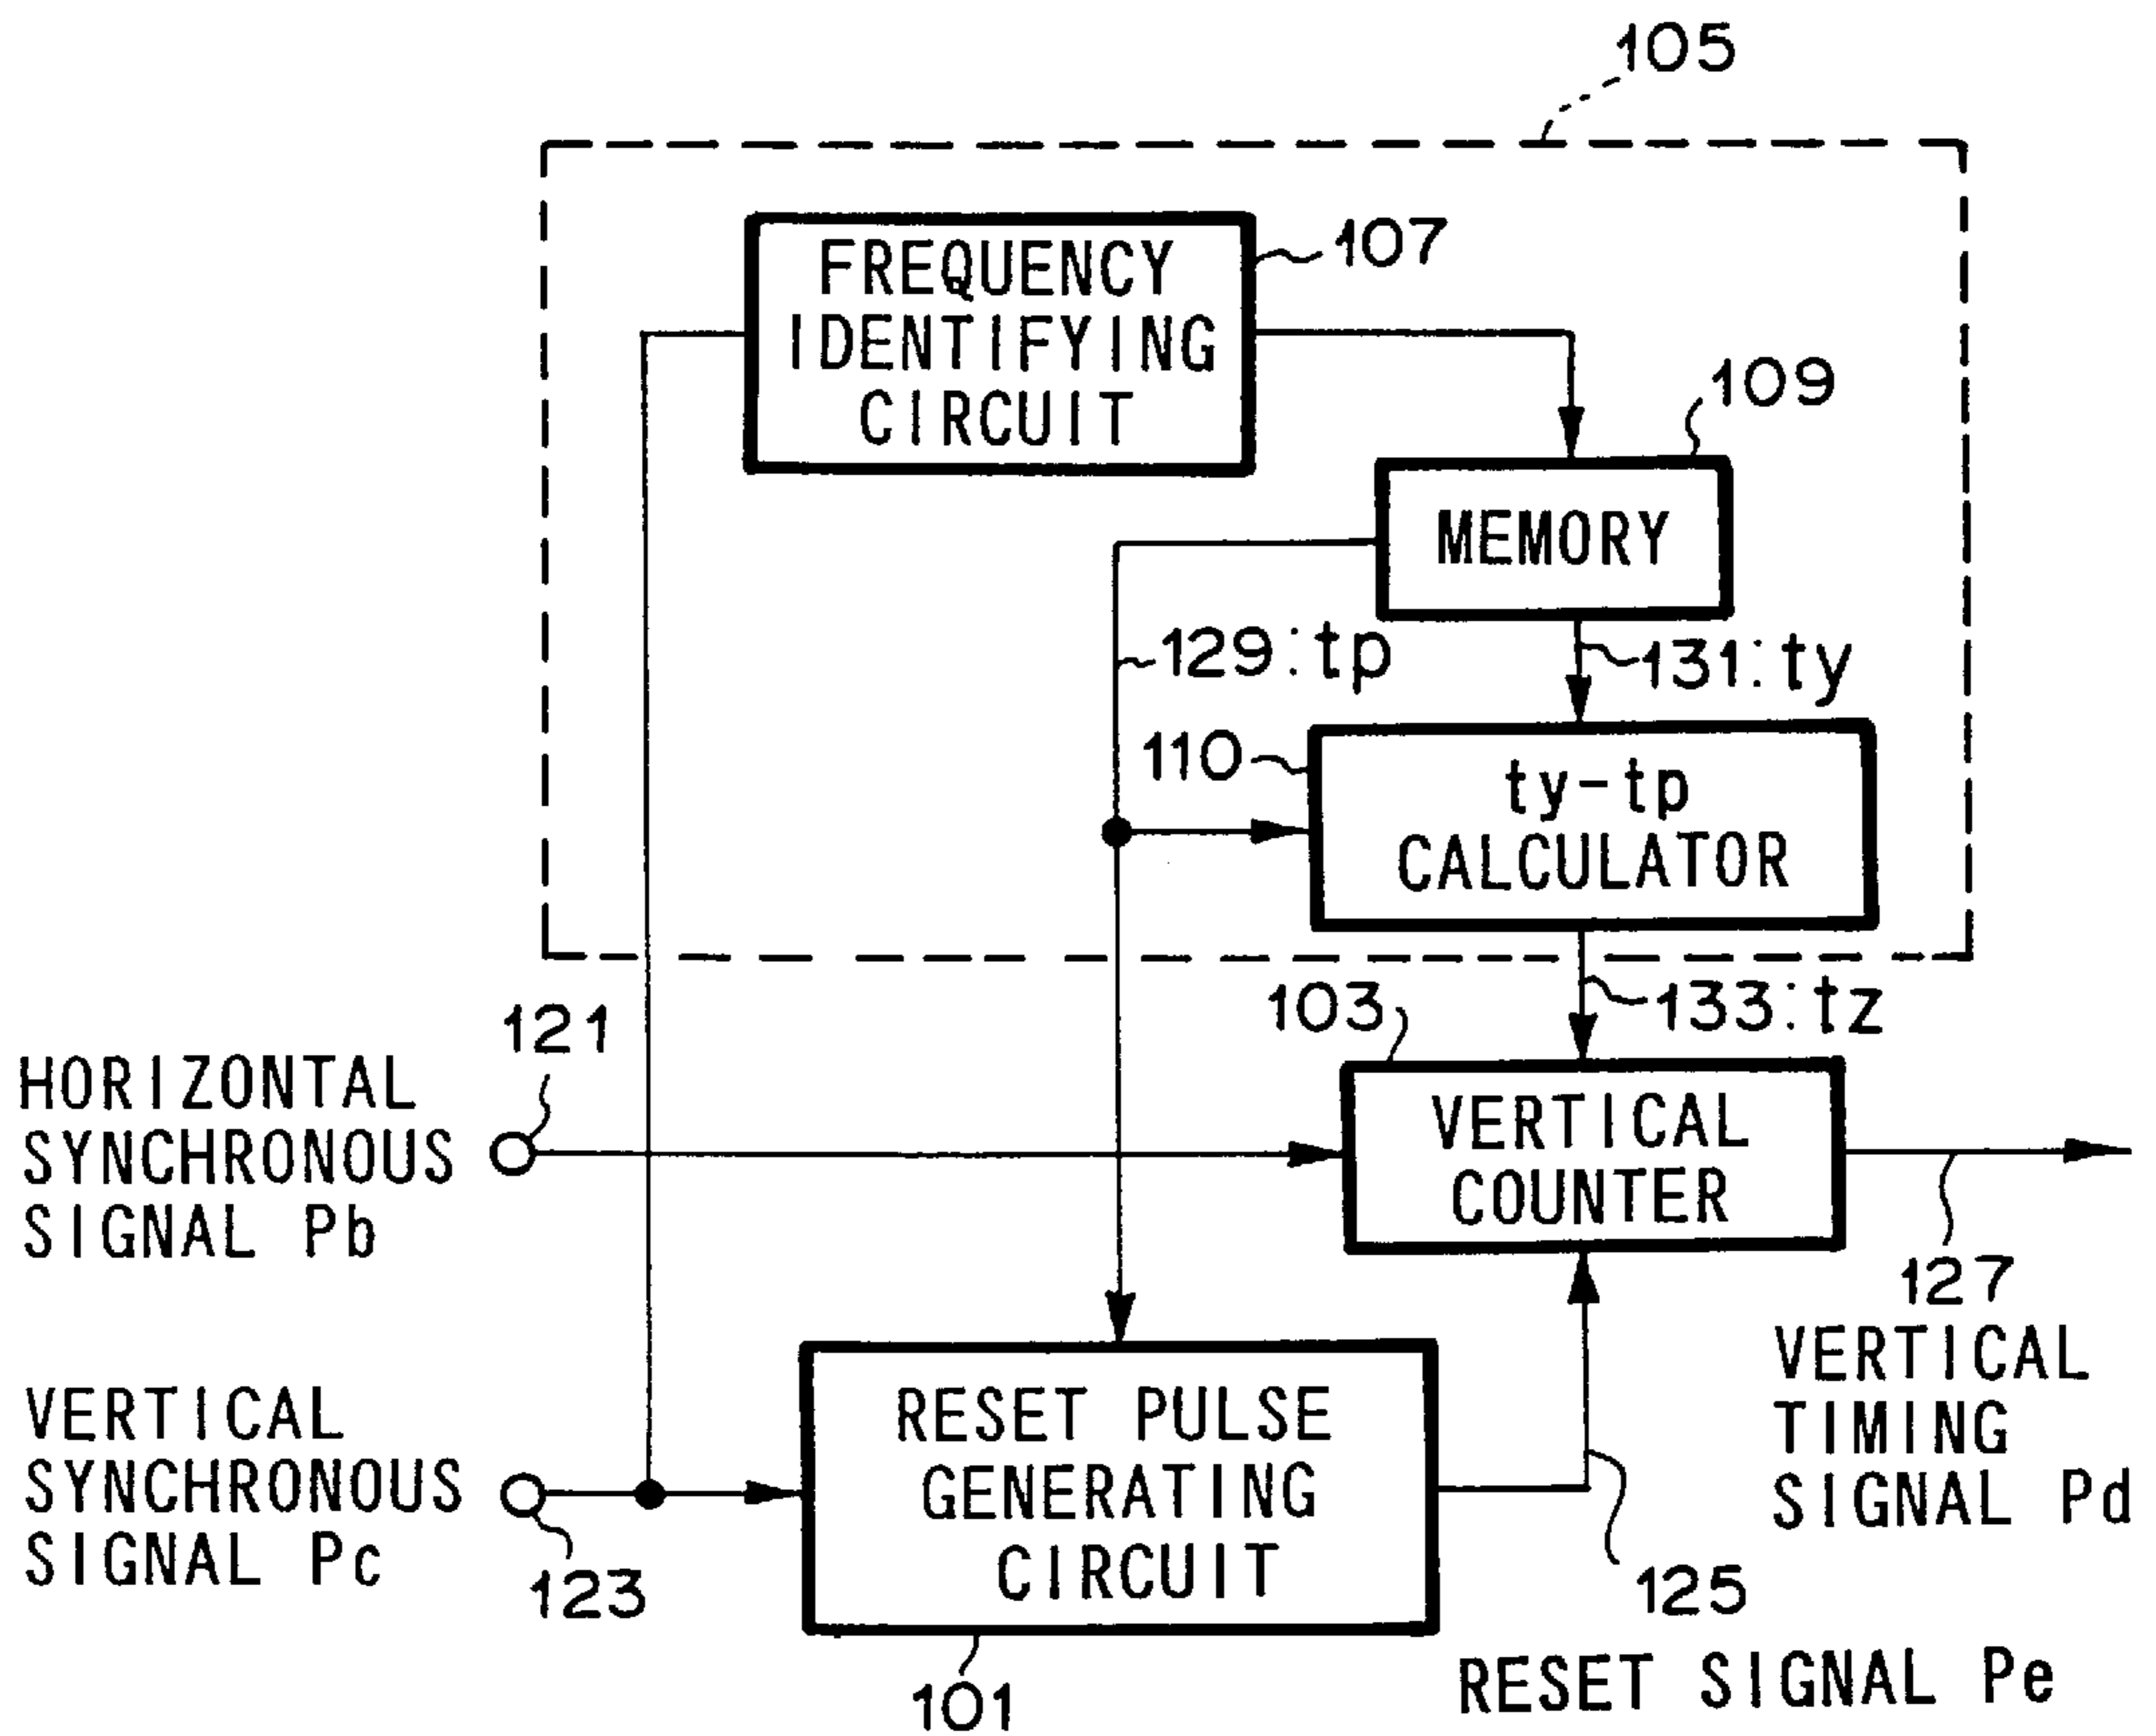 105
FREQUENCY
IDENTIFYING
CIRCUIT
107
109
MEMORY
129:tp
131:ty
110
ty-tp
CALCULATOR
133:tz
103
121
HORIZONTAL
SYNCHRONOUS
SIGNAL Pb
VERTICAL
COUNTER
127
VERTICAL
TIMING
SIGNAL Pd
VERTICAL
SYNCHRONOUS
SIGNAL Pc
123
RESET PULSE
GENERATING
CIRCUIT
125
RESET SIGNAL Pe
101